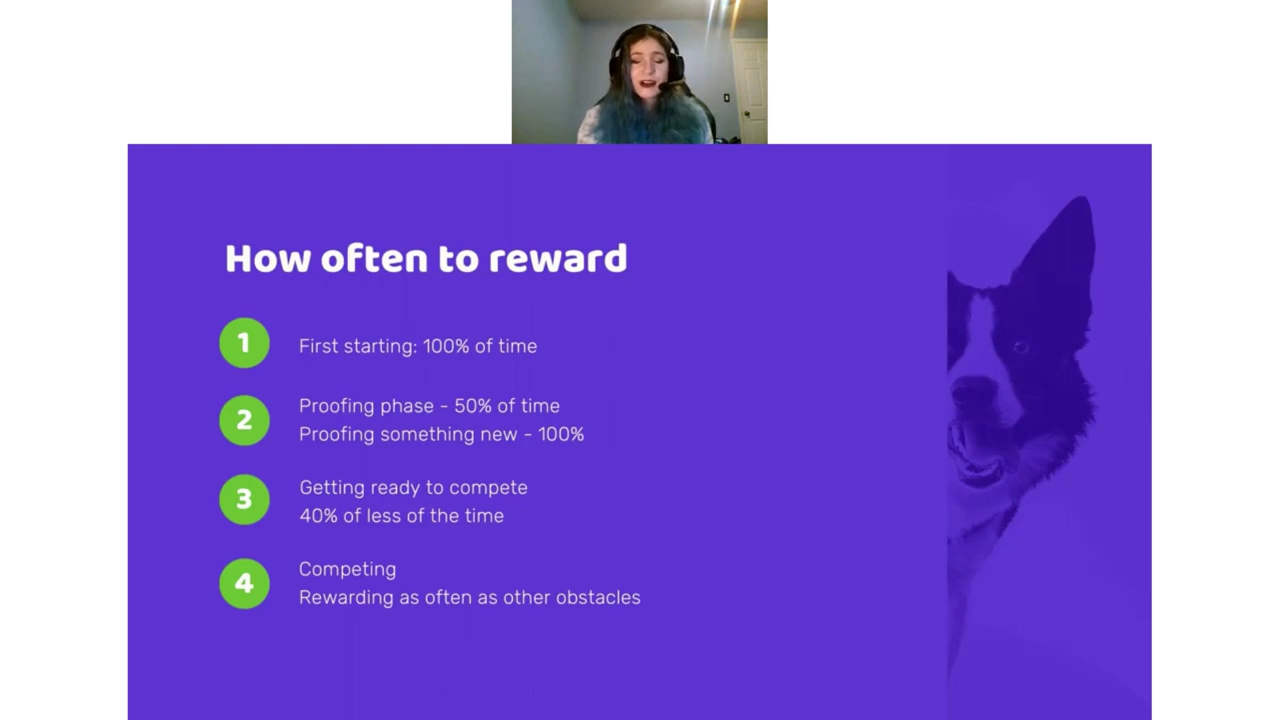 How often to reward
1
First starting: 100% of time
2
Proofing phase - 50% of time
Proofing something new - 100%
3
Getting ready to compete
40% of less of the time
4
Competing
Rewarding as often as other obstacles